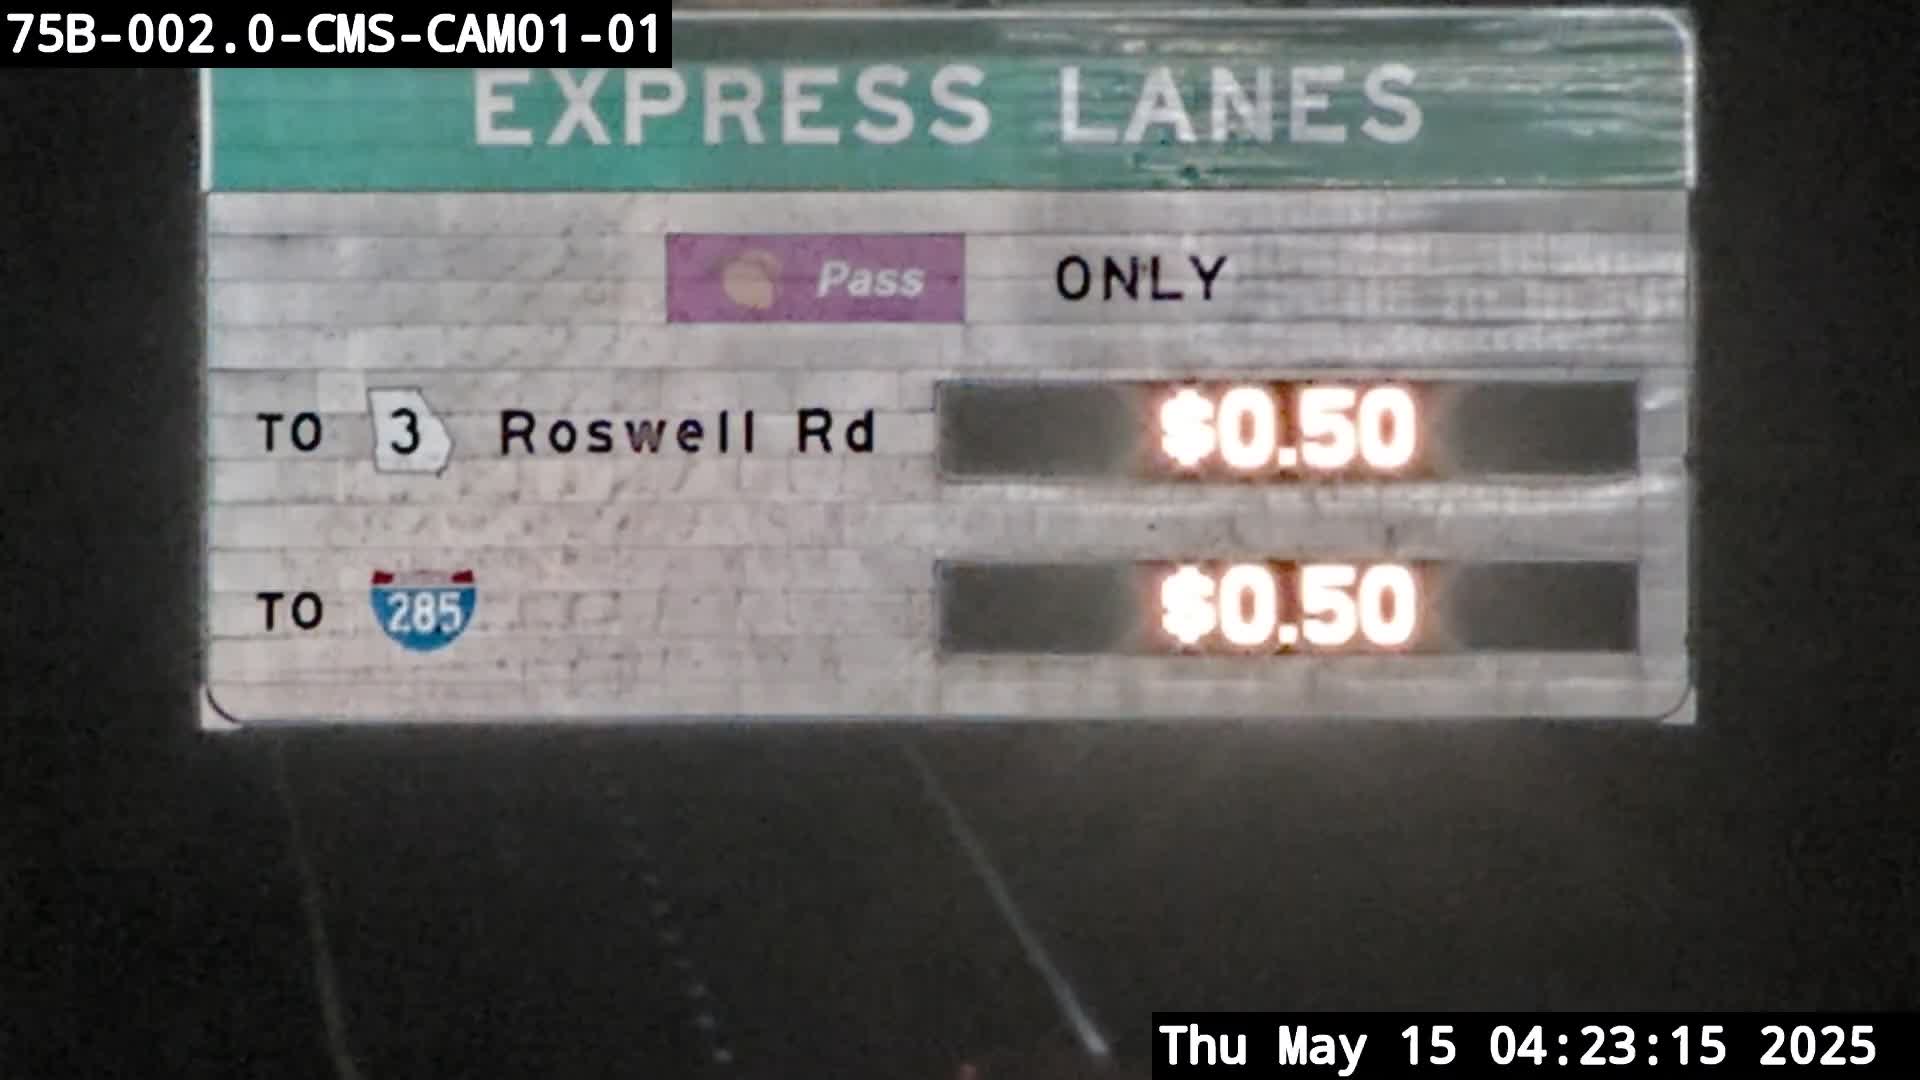 75B-002.0-CMS-CAM01-01
EXPRESS LANES
Pass ONLY
TO 3 Roswell Rd $0.50
TO 285 $0.50
Thu May 15 04:23:15 2025